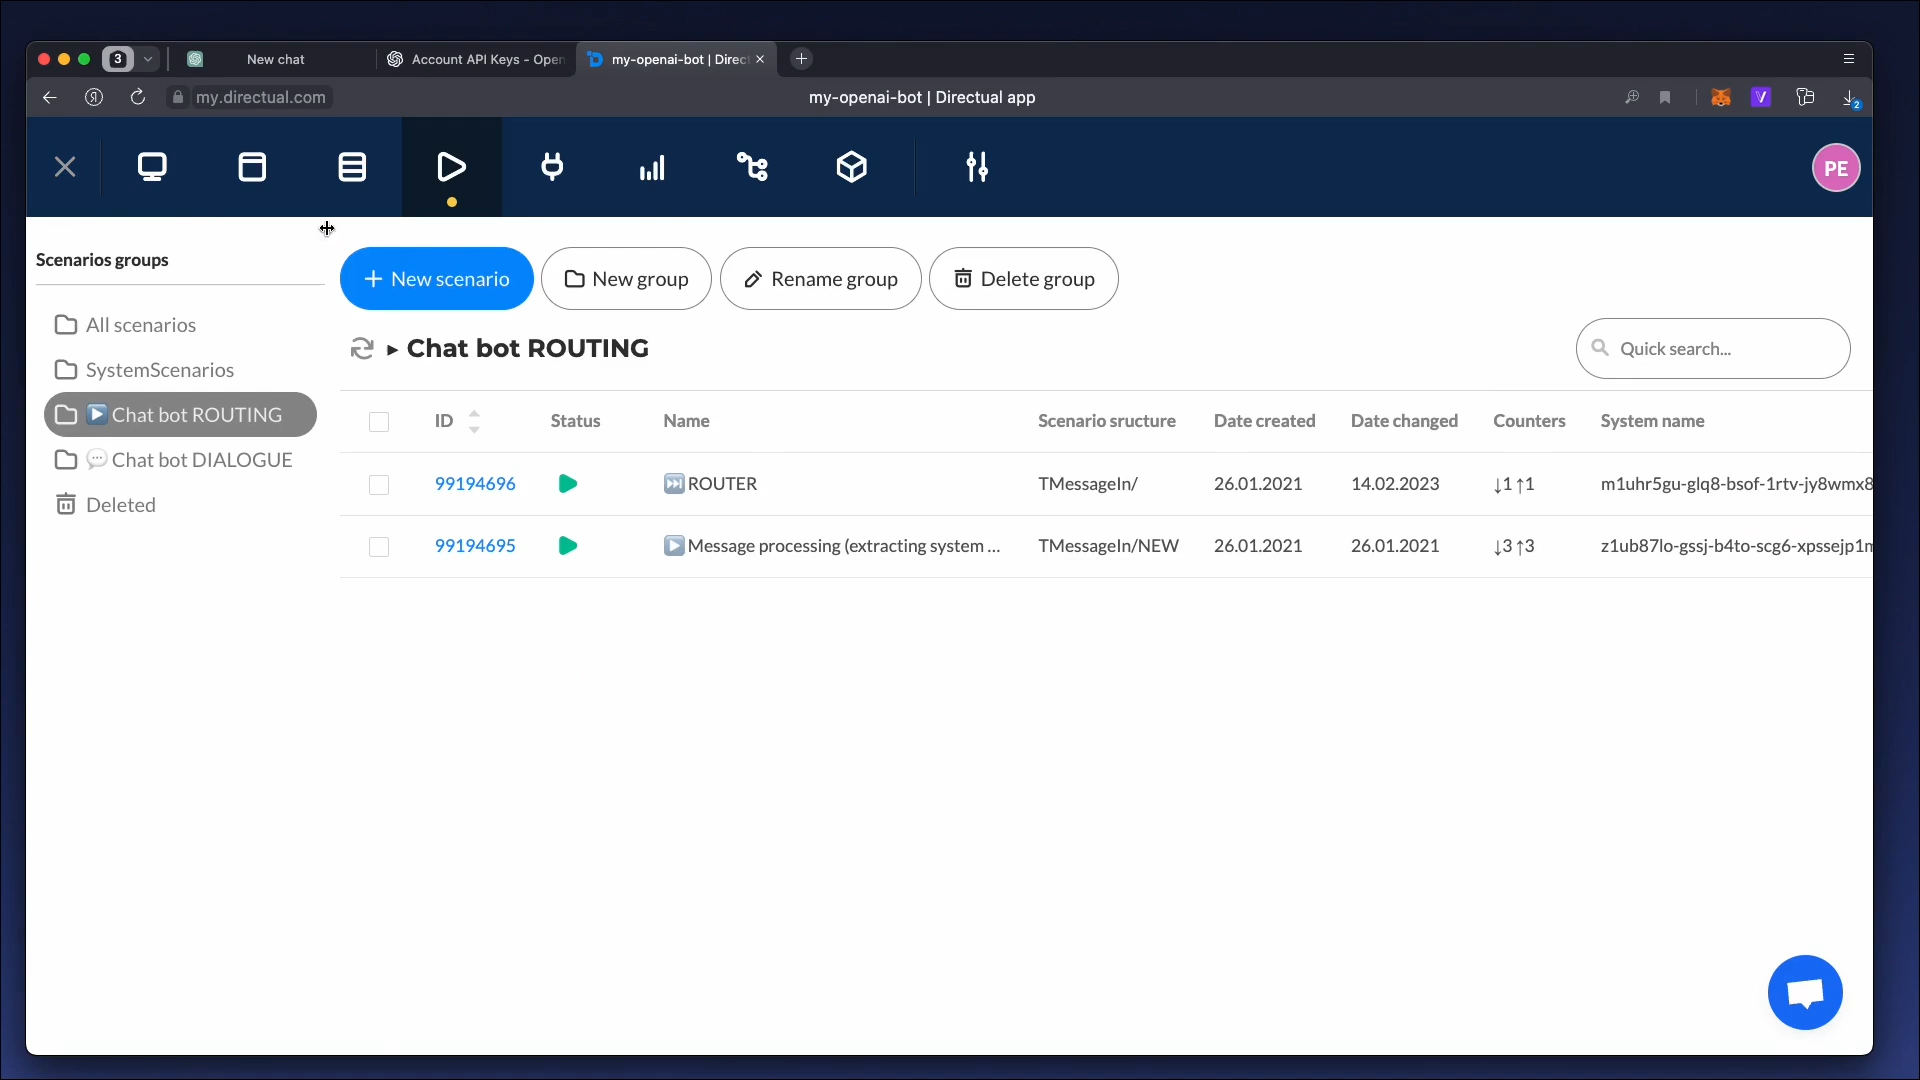 3
New chat
Account API Keys - Open
my-openai-bot | Direct
my.directual.com
my-openai-bot | Directual app
2
PE
Scenarios groups
All scenarios
SystemScenarios
Chat bot ROUTING
Chat bot DIALOGUE
Deleted
+ New scenario
New group
Rename group
Delete group
Chat bot ROUTING
Quick search...
ID Status Name Scenario sructure Date created Date changed Counters System name
99194696 ROUTER TMessageIn/ 26.01.2021 14.02.2023 ↓1↑1 m1uhr5gu-glq8-bsof-1rtv-jy8wmx8
99194695 Message processing (extracting system ... TMessageIn/NEW 26.01.2021 26.01.2021 ↓3↑3 z1ub87lo-gssj-b4to-scg6-xpssejp1